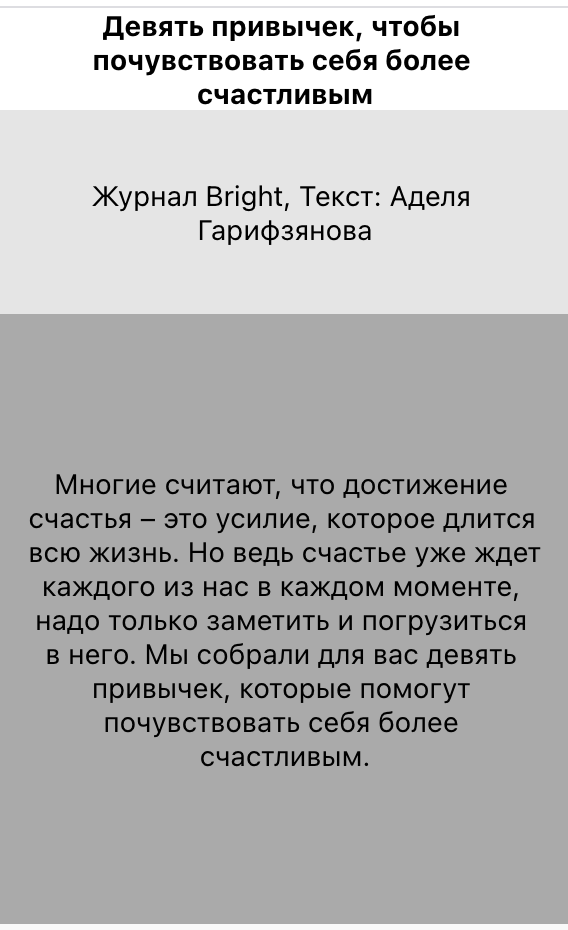 Девять привычек, чтобы
почувствовать себя более
счастливым
Журнал Bright, Текст: Аделя
Гарифзянова
Многие считают, что достижение
счастья – это усилие, которое длится
всю жизнь. Но ведь счастье уже ждет
каждого из нас в каждом моменте,
надо только заметить и погрузиться
в него. Мы собрали для вас девять
привычек, которые помогут
почувствовать себя более
счастливым.